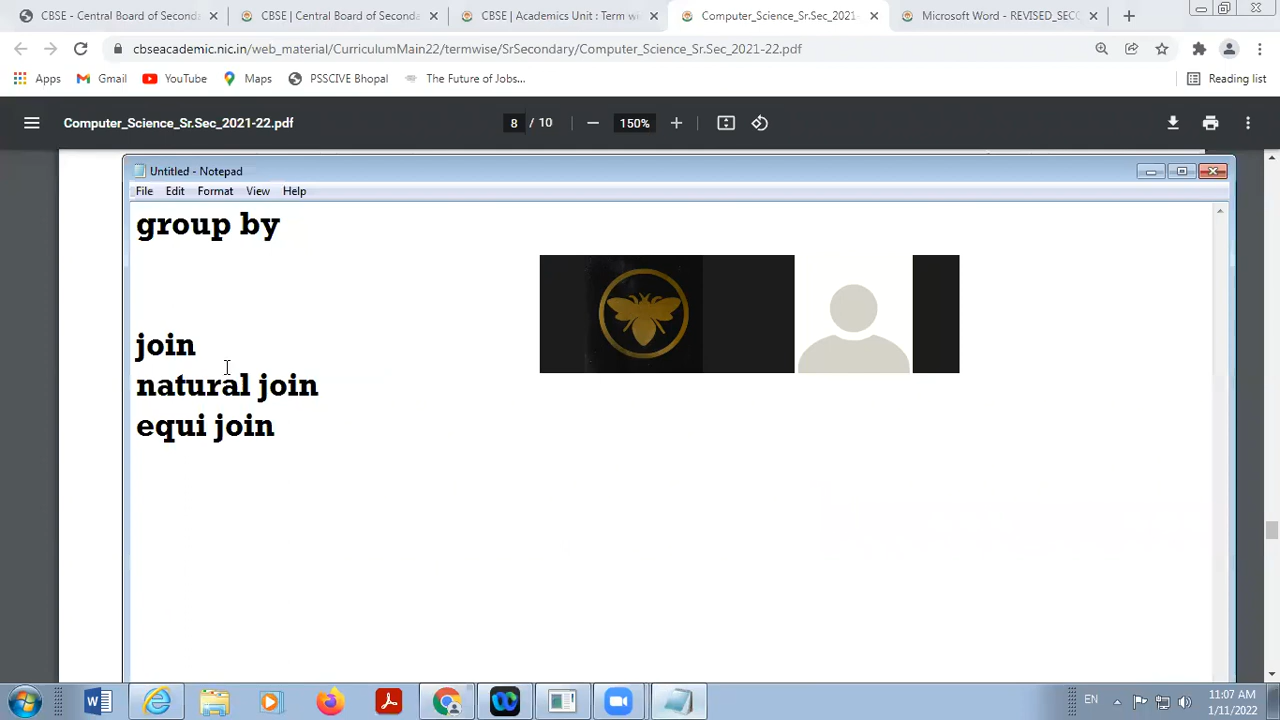 CBSE - Central Board of Seconda
CBSE | Central Board of Seconda
CBSE | Academics Unit : Term wi
Computer_Science_Sr.Sec_2021-
Microsoft Word - REVISED_SEC
cbseacademic.nic.in/web_material/CurriculumMain22/termwise/SrSecondary/Computer_Science_Sr.Sec_2021-22.pdf
Apps Gmail YouTube Maps PSSCIVE Bhopal The Future of Jobs... Reading list
Computer_Science_Sr.Sec_2021-22.pdf 8 / 10 150%
Untitled - Notepad
File Edit Format View Help
group by
join
natural join
equi join
EN 11:07 AM
1/11/2022